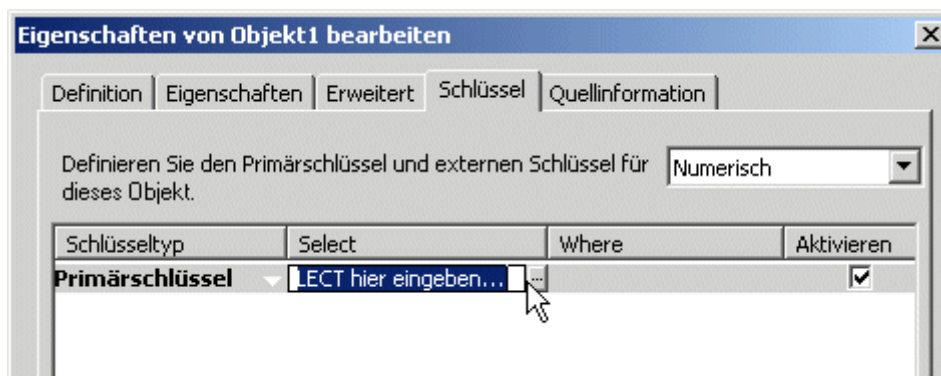 Eigenschaften von Objekt1 bearbeiten
Definition Eigenschaften Erweitert Schlüssel Quellinformation
Definieren Sie den Primärschlüssel und externen Schlüssel für Numerisch
dieses Objekt.
Schlüsseltyp Select Where Aktivieren
Primärschlüssel LECT hier eingeben... ...